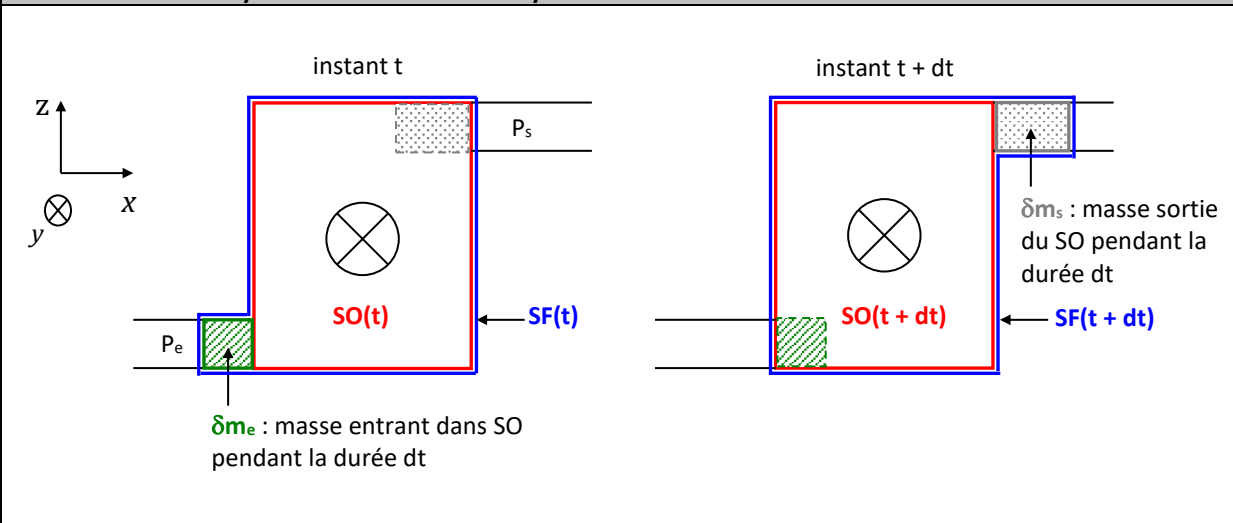 instant t
instant t + dt
z
x
y
Pₛ
Pₑ
SO(t)
SF(t)
δmₑ : masse entrant dans SO
pendant la durée dt
δmₛ : masse sortie
du SO pendant la
durée dt
SO(t + dt)
SF(t + dt)